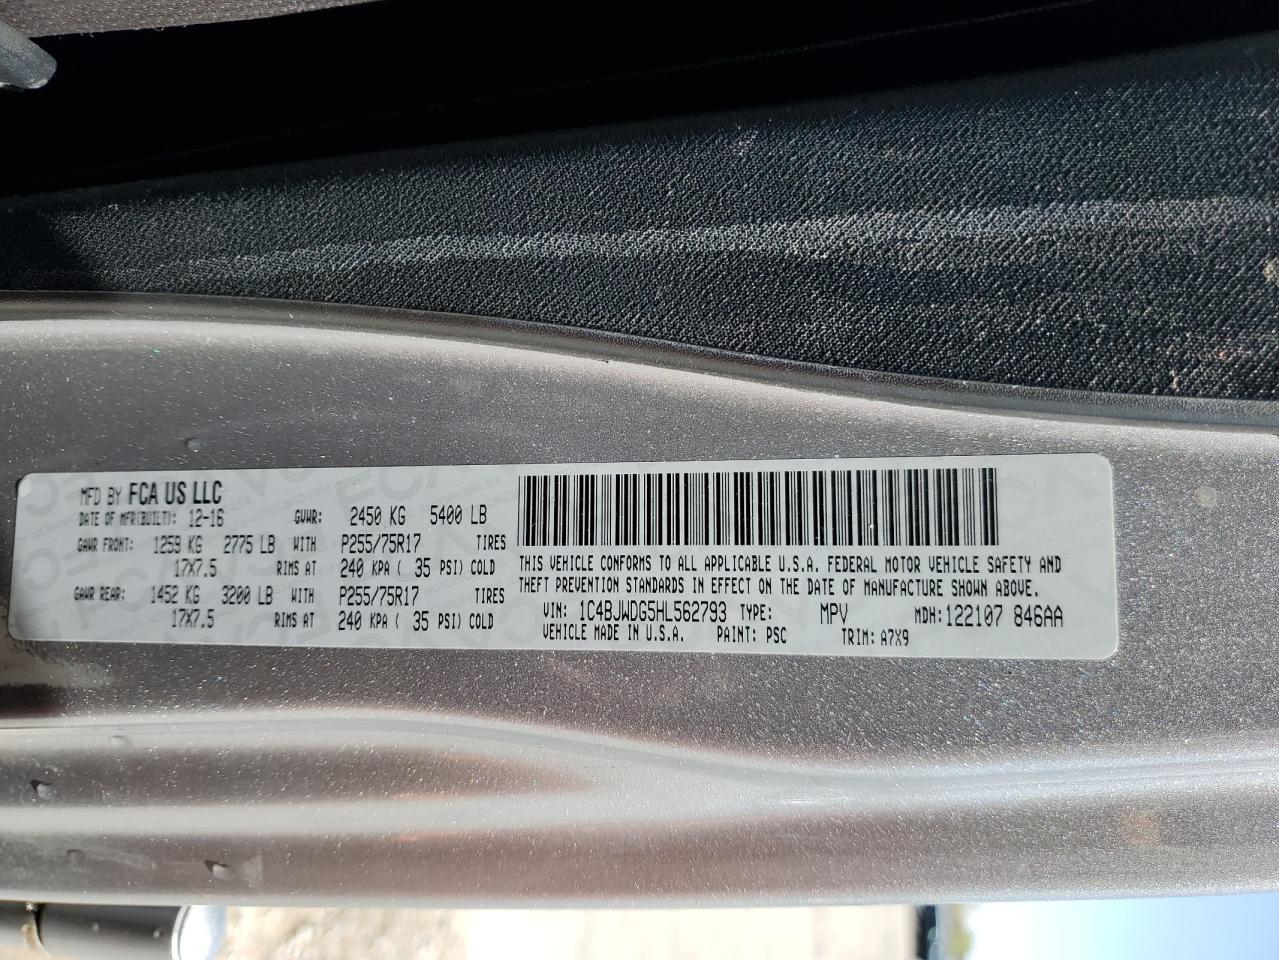 MFD BY FCA US LLC
DATE OF MFR(BUILT): 12-16 GVWR: 2450 KG 5400 LB
GAWR FRONT: 1259 KG 2775 LB WITH P255/75R17 TIRES
17X7.5 RIMS AT 240 KPA ( 35 PSI) COLD
GAWR REAR: 1452 KG 3200 LB WITH P255/75R17 TIRES
17X7.5 RIMS AT 240 KPA ( 35 PSI) COLD
THIS VEHICLE CONFORMS TO ALL APPLICABLE U.S.A. FEDERAL MOTOR VEHICLE SAFETY AND
THEFT PREVENTION STANDARDS IN EFFECT ON THE DATE OF MANUFACTURE SHOWN ABOVE.
VIN: 1C4BJWDG5HL562793 TYPE: MPV MDH:122107 846AA
VEHICLE MADE IN U.S.A. PAINT: PSC TRIM: A7X9